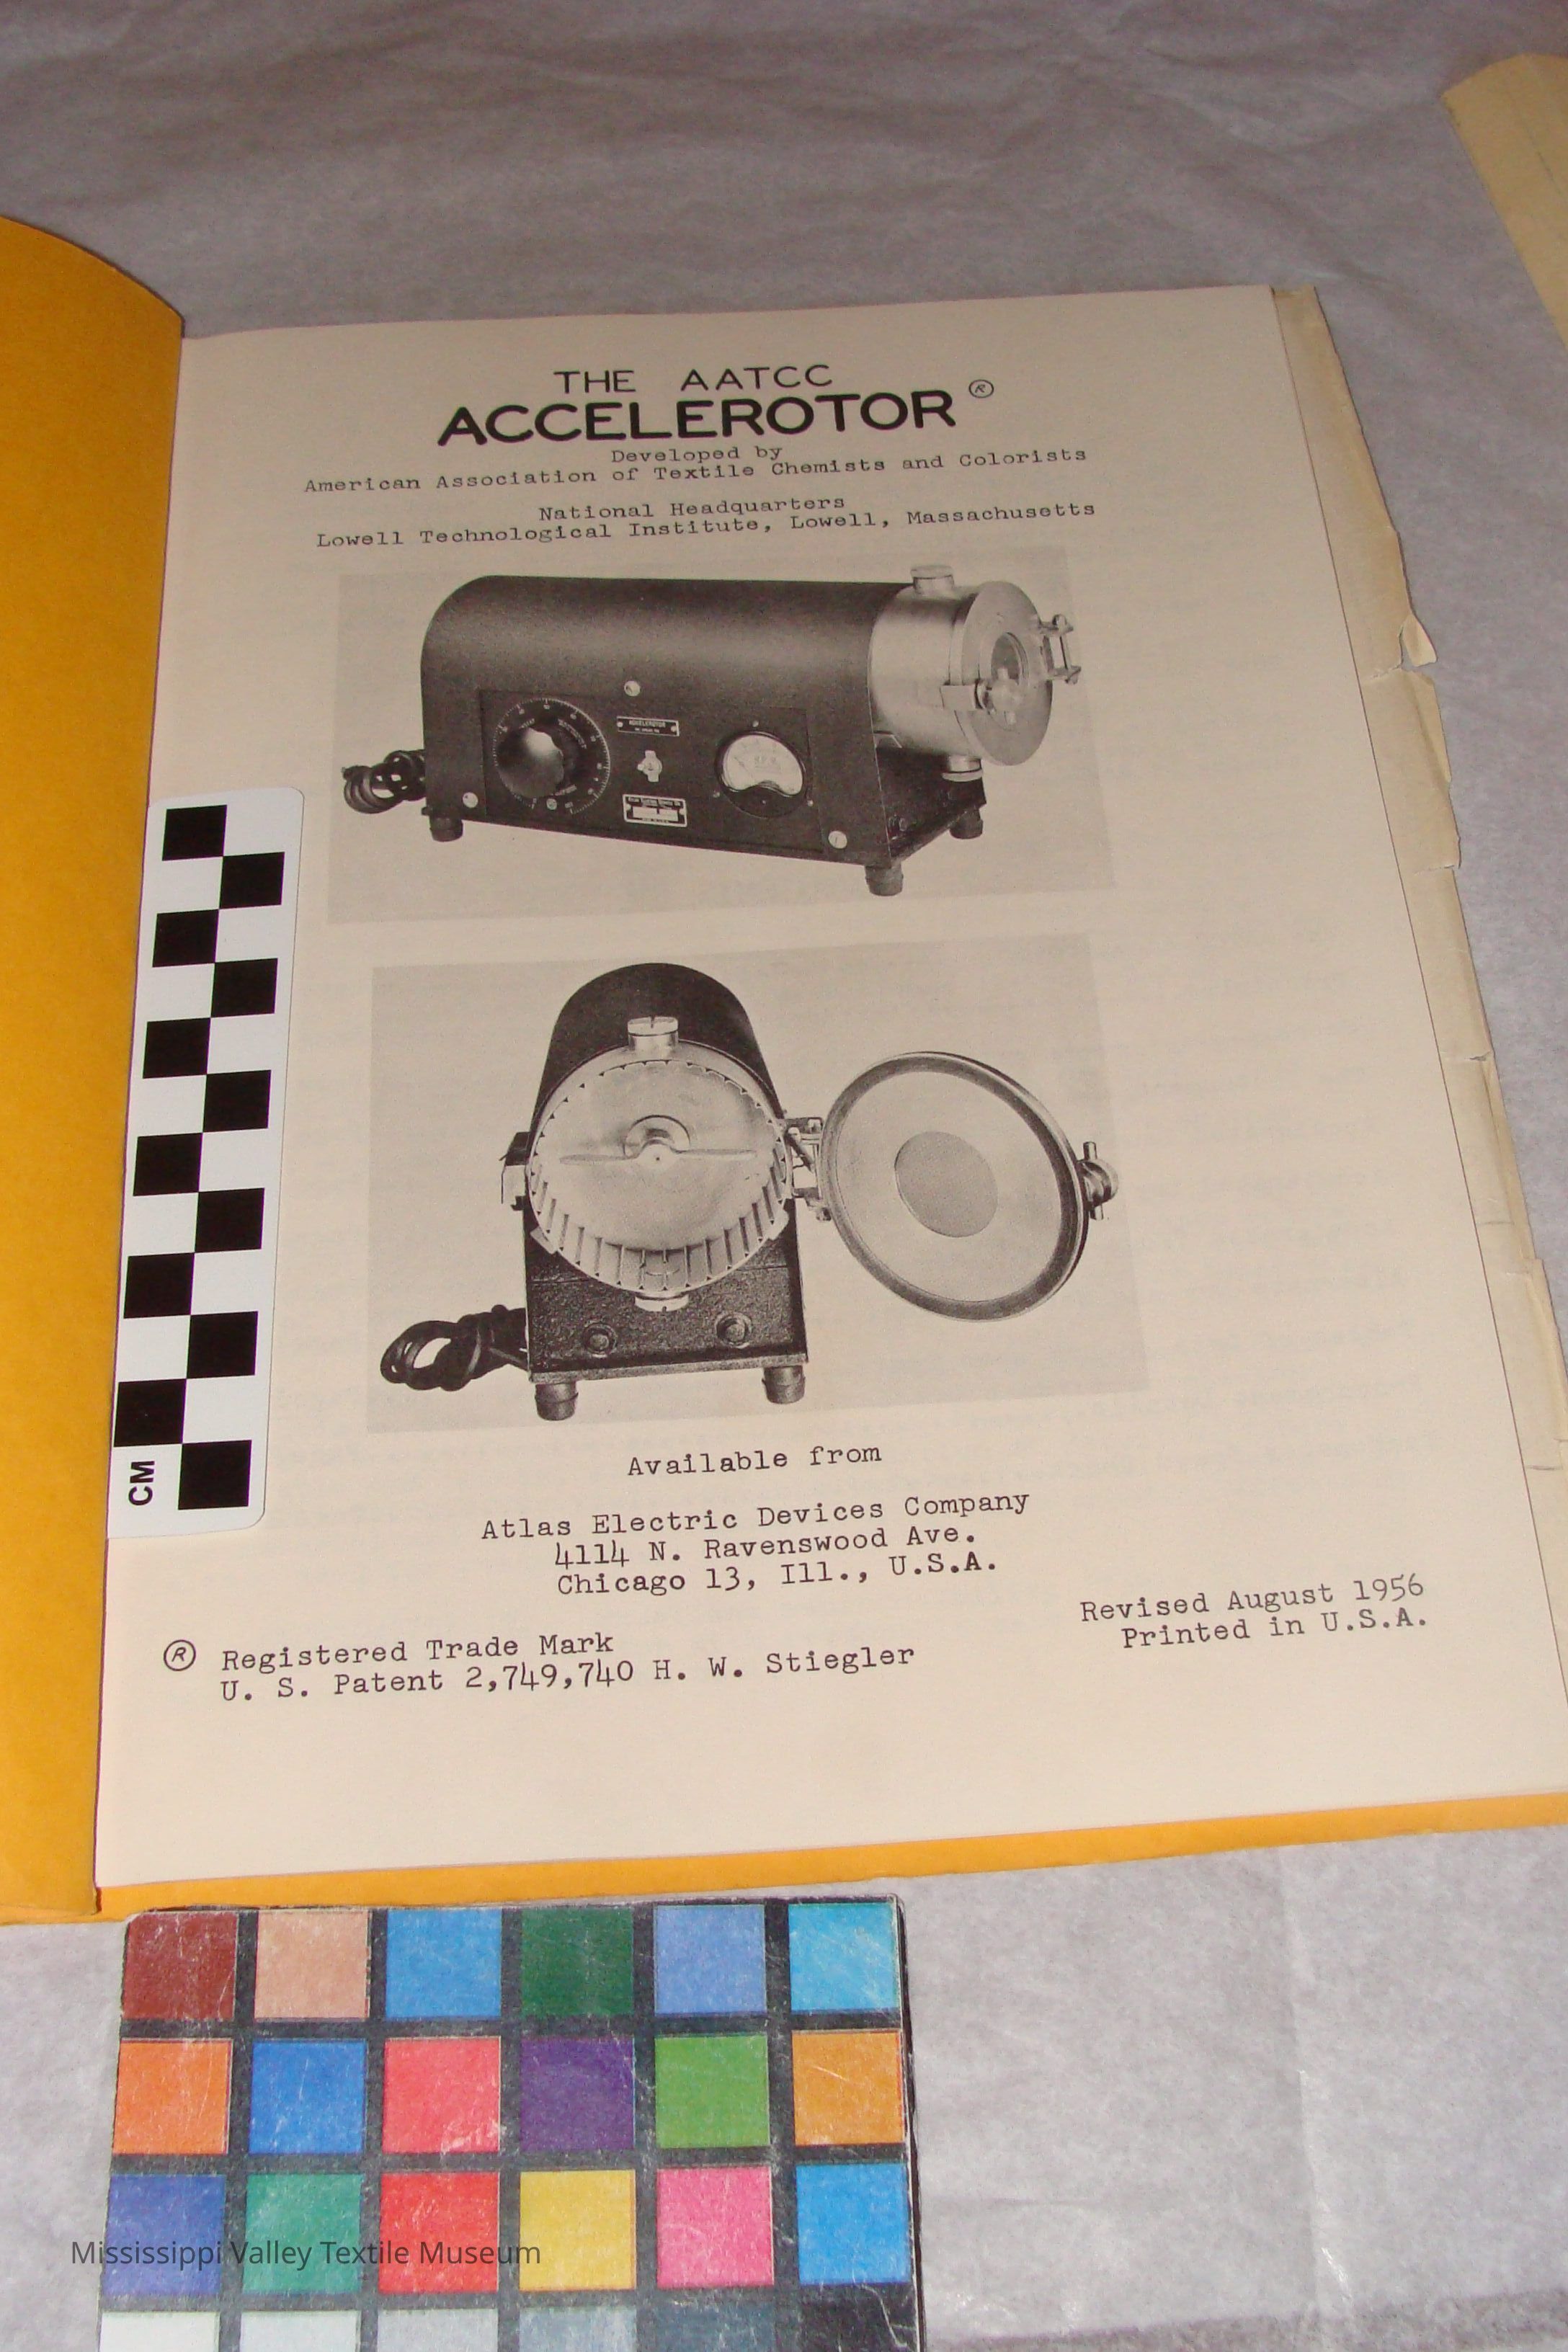 THE AATCC
ACCELEROTOR ®
Developed by
American Association of Textile Chemists and Colorists
National Headquarters
Lowell Technological Institute, Lowell, Massachusetts
ACCELEROTOR
CM
Available from
Atlas Electric Devices Company
4114 N. Ravenswood Ave.
Chicago 13, Ill., U.S.A.
Revised August 1956
Printed in U.S.A.
® Registered Trade Mark
U. S. Patent 2,749,740 H. W. Stiegler
Mississippi Valley Textile Museum